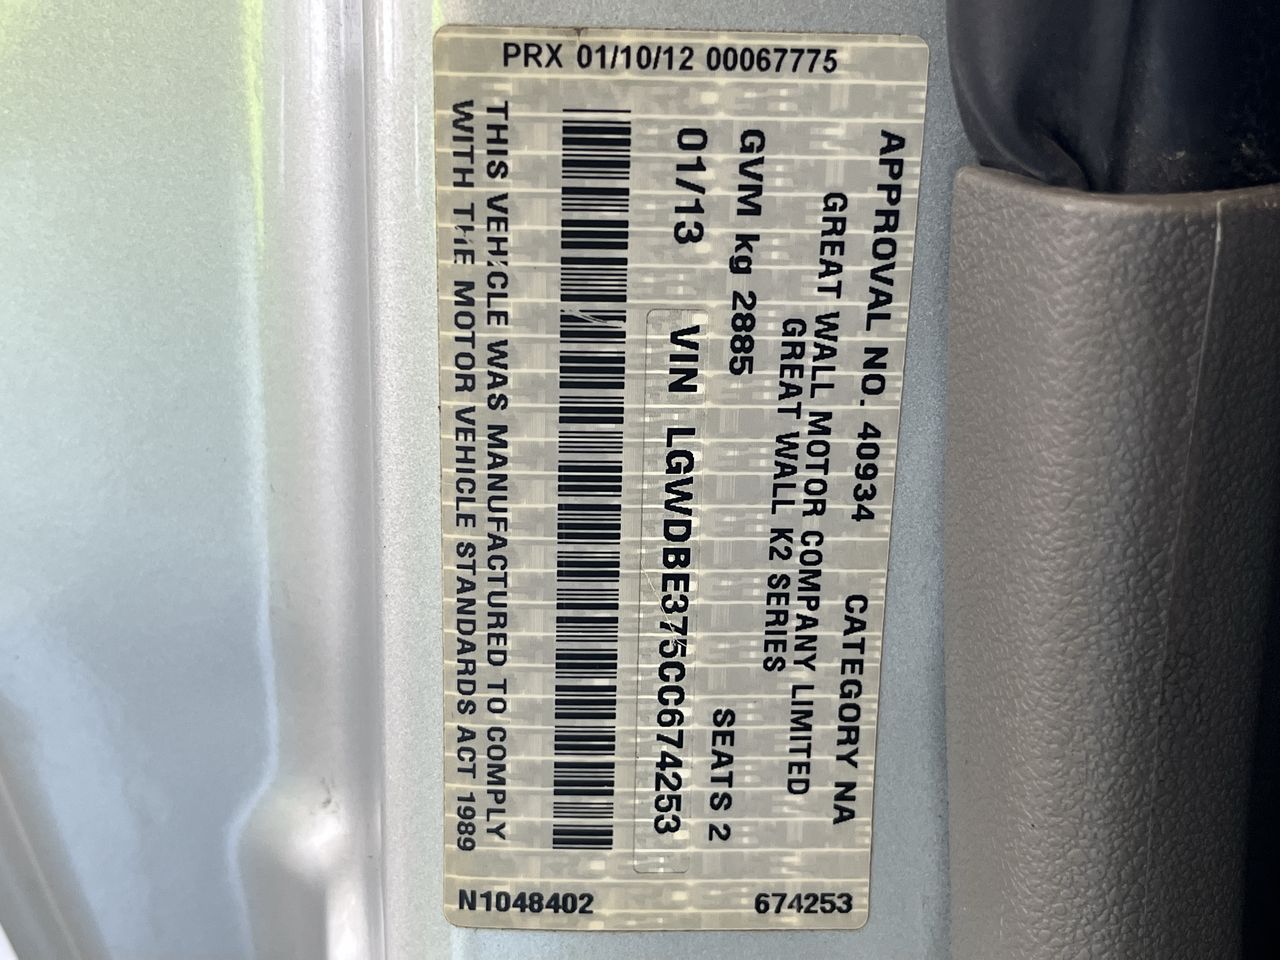 PRX 01/10/12 00067775
APPROVAL NO. 40934 CATEGORY NA
GREAT WALL MOTOR COMPANY LIMITED
GREAT WALL K2 SERIES
GVM kg 2885 SEATS 2
01/13 VIN LGWDBE375CC674253
THIS VEHICLE WAS MANUFACTURED TO COMPLY
WITH THE MOTOR VEHICLE STANDARDS ACT 1989
N1048402 674253